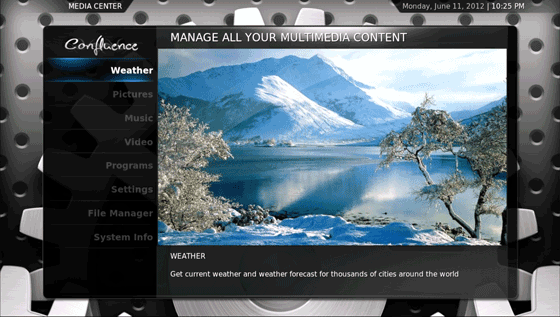 MEDIA CENTER
Monday, June 11, 2012 | 10:25 PM
Confluence
MANAGE ALL YOUR MULTIMEDIA CONTENT
Weather
Pictures
Music
Video
Programs
Settings
File Manager
System Info
WEATHER
Get current weather and weather forecast for thousands of cities around the world